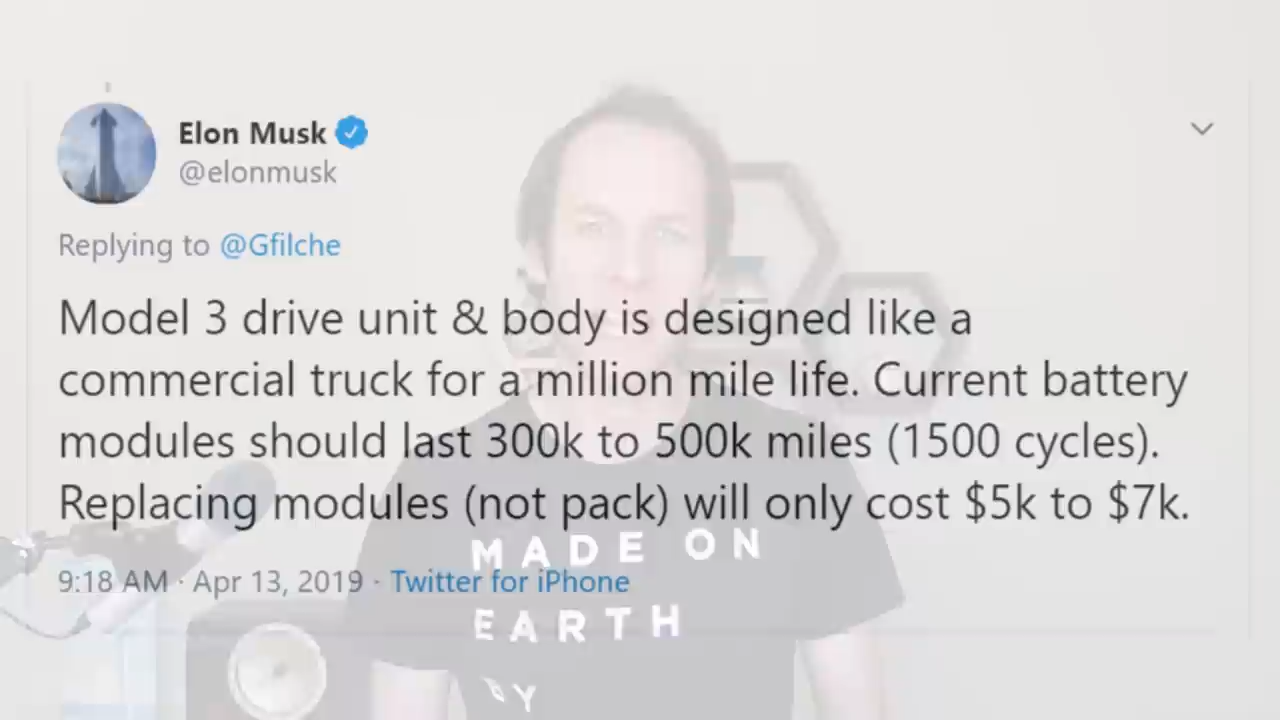 Elon Musk
@elonmusk
Replying to @Gfilche
Model 3 drive unit & body is designed like a
commercial truck for a million mile life. Current battery
modules should last 300k to 500k miles (1500 cycles).
Replacing modules (not pack) will only cost $5k to $7k.
MADE ON
9:18 AM · Apr 13, 2019 · Twitter for iPhone
EARTH
BY